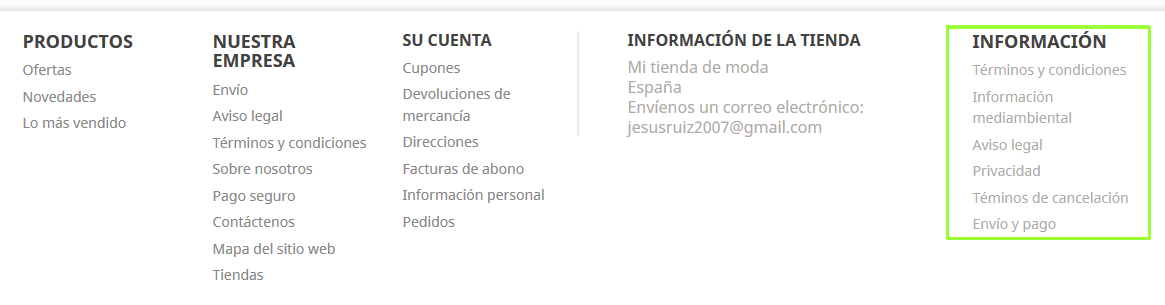 PRODUCTOS
Ofertas
Novedades
Lo más vendido
NUESTRA
EMPRESA
Envío
Aviso legal
Términos y condiciones
Sobre nosotros
Pago seguro
Contáctenos
Mapa del sitio web
Tiendas
SU CUENTA
Cupones
Devoluciones de
mercancía
Direcciones
Facturas de abono
Información personal
Pedidos
INFORMACIÓN DE LA TIENDA
Mi tienda de moda
España
Envíenos un correo electrónico:
jesusruiz2007@gmail.com
INFORMACIÓN
Términos y condiciones
Información
mediambiental
Aviso legal
Privacidad
Téminos de cancelación
Envío y pago